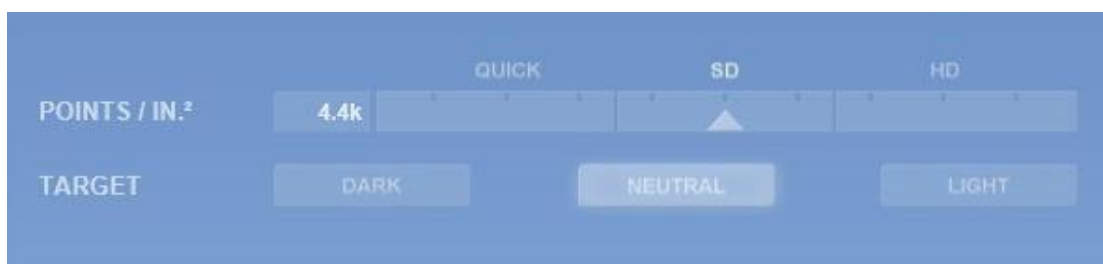 QUICK SD HD
POINTS / IN.² 4.4k
TARGET DARK NEUTRAL LIGHT